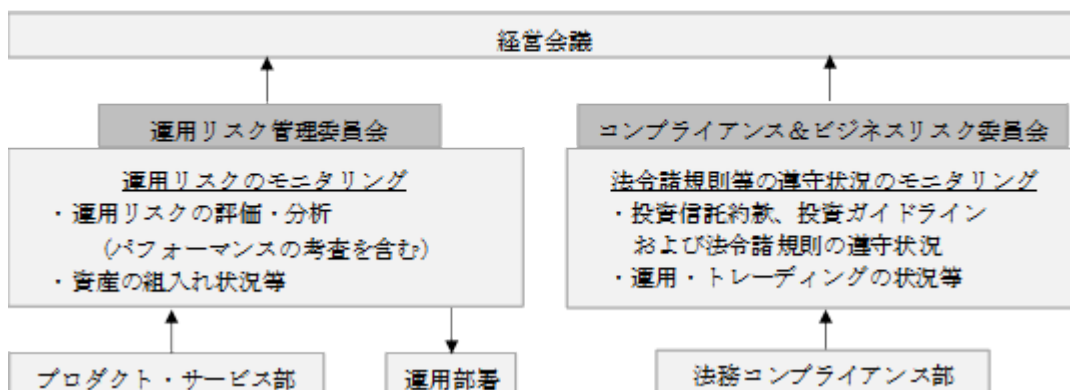 経営会議
運用リスク管理委員会
運用リスクのモニタリング
・運用リスクの評価・分析
(パフォーマンスの考査を含む)
・資産の組入れ状況等
コンプライアンス&ビジネスリスク委員会
法令諸規則等の遵守状況のモニタリング
・投資信託約款、投資ガイドライン
および法令諸規則の遵守状況
・運用・トレーディングの状況等
プロダクト・サービス部
運用部署
法務コンプライアンス部